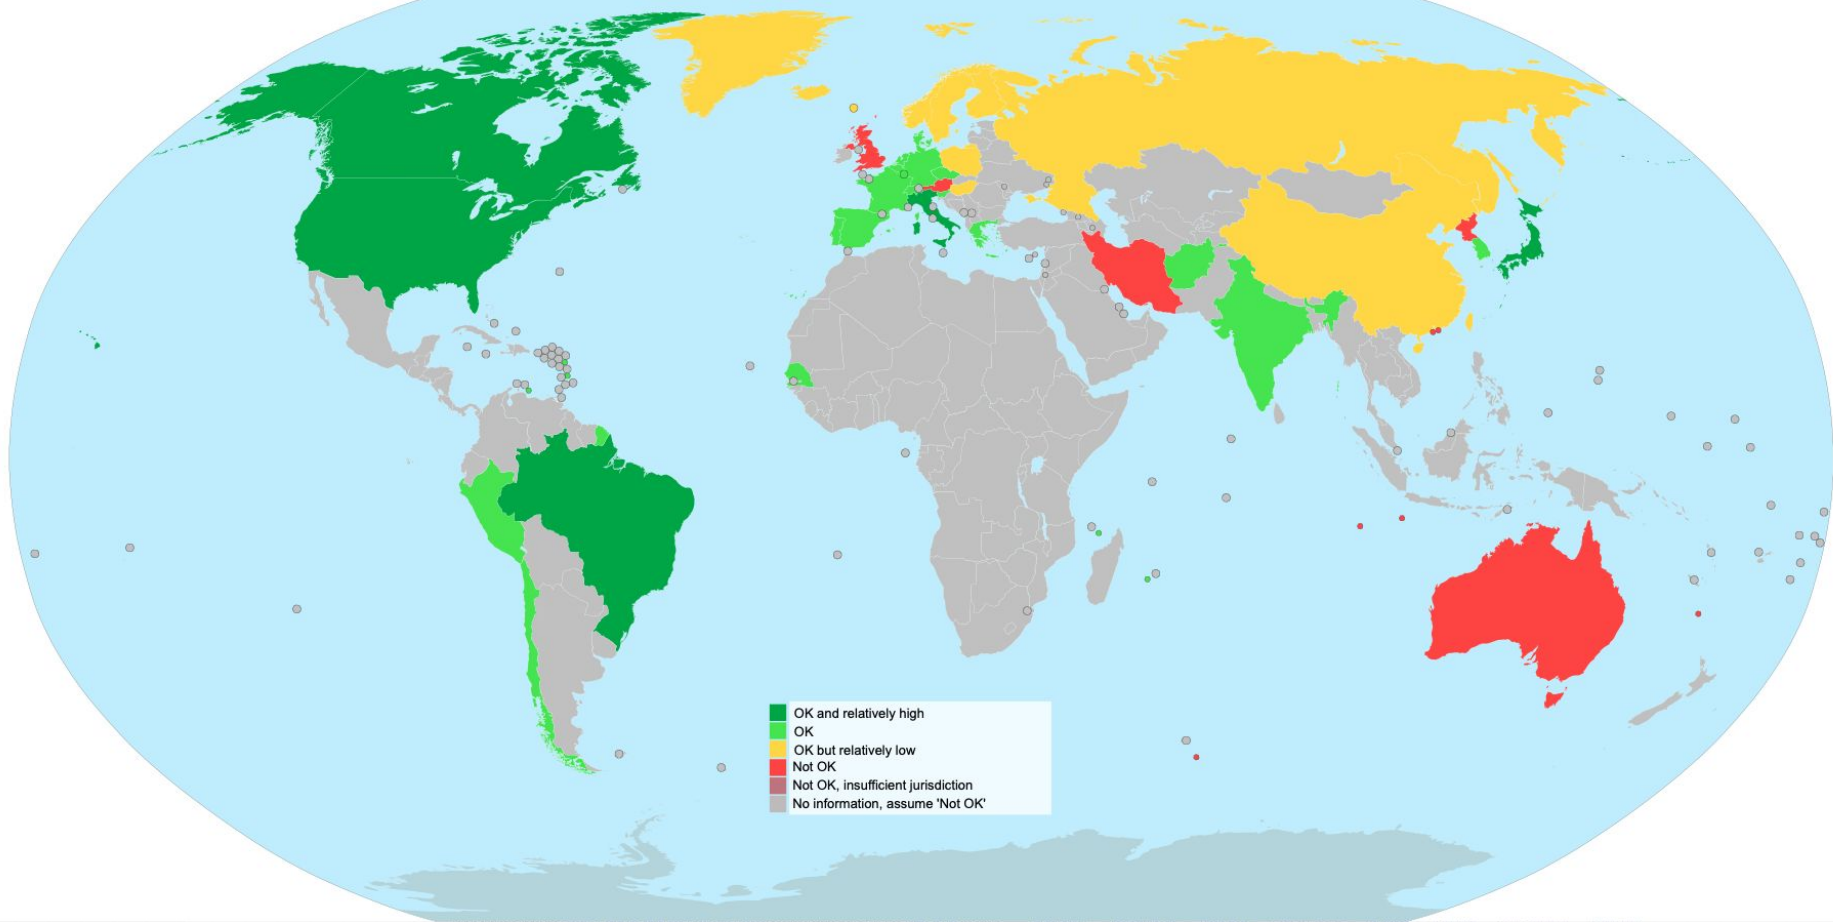 OK and relatively high
OK
OK but relatively low
Not OK
Not OK, insufficient jurisdiction
No information, assume 'Not OK'